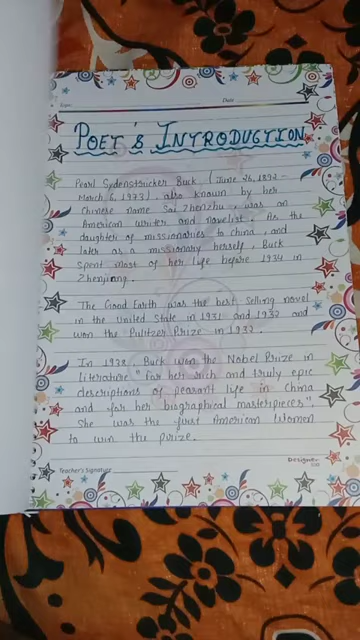 Sign:
Date:
POET'S INTRODUCTION
Pearl Sydenstricker Buck (June 26, 1892 -
March 6, 1973), also known by her
Chinese name Sai Zhenzhu, was an
American writer and novelist. As the
daughter of missionaries to China, and
later as a missionary herself, Buck
spent most of her life before 1934 in
Zhenjiang.
The Good Earth was the best selling novel
in the United State in 1931 and 1932 and
won the Pulitzer Prize in 1932.
In 1938, Buck won the Nobel Prize in
literature "for her rich and truly epic
descriptions of peasant life in China
and for her biographical masterpieces".
She was the first American Women
to win the prize.
Teacher's Signature
Designer